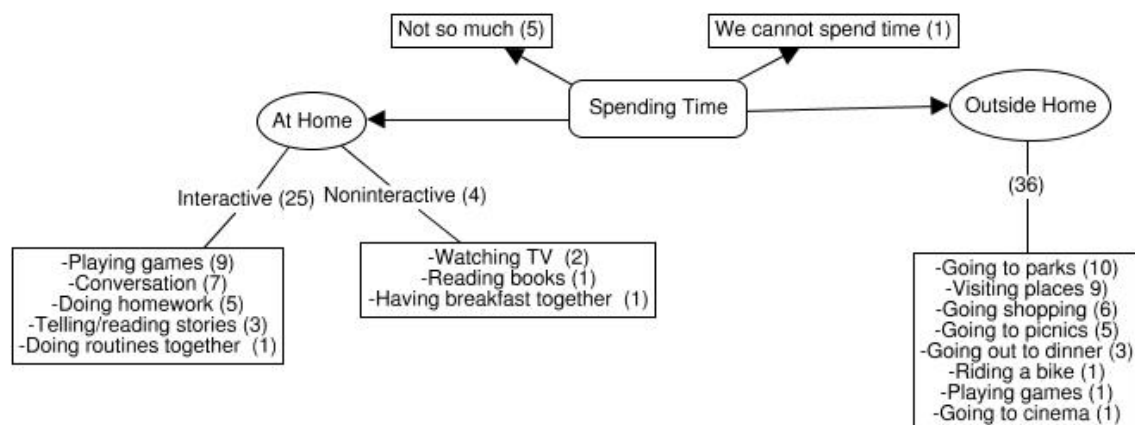 Not so much (5)
We cannot spend time (1)
Spending Time
At Home
Outside Home
Interactive (25)
Noninteractive (4)
(36)
-Playing games (9)
-Conversation (7)
-Doing homework (5)
-Telling/reading stories (3)
-Doing routines together (1)
-Watching TV (2)
-Reading books (1)
-Having breakfast together (1)
-Going to parks (10)
-Visiting places 9)
-Going shopping (6)
-Going to picnics (5)
-Going out to dinner (3)
-Riding a bike (1)
-Playing games (1)
-Going to cinema (1)